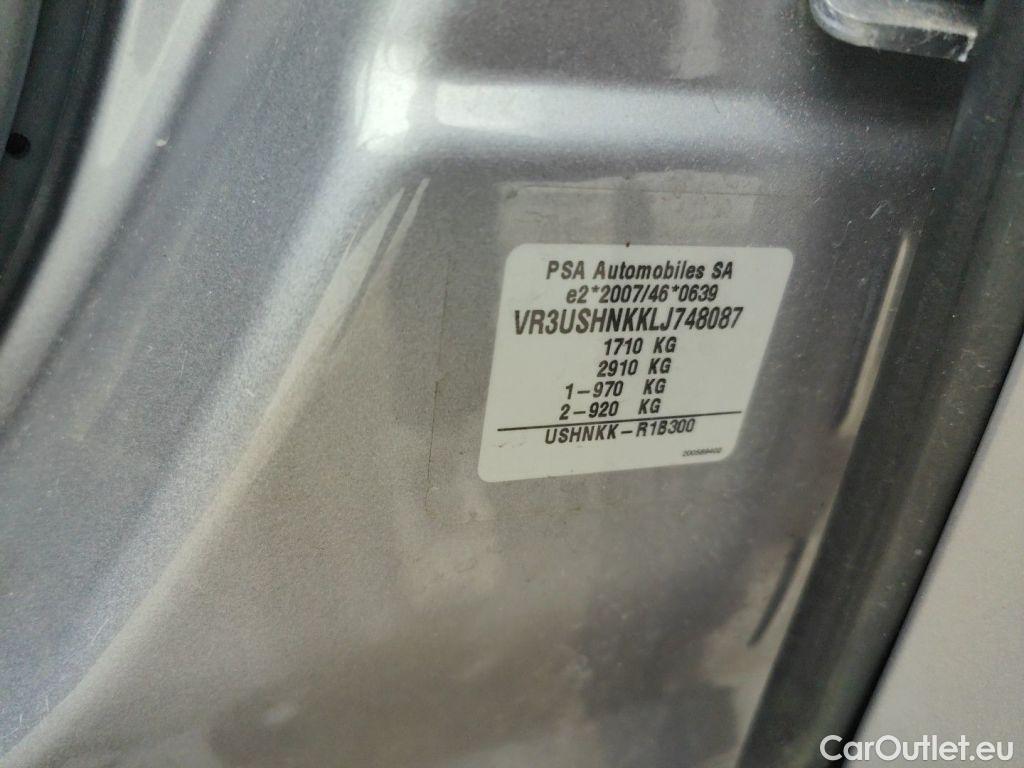 PSA Automobiles SA
e2*2007/46*0639
VR3USHNKKLJ748087
1710 KG
2910 KG
1-970 KG
2-920 KG
USHNKK-R1B300
200589402
CarOutlet.eu